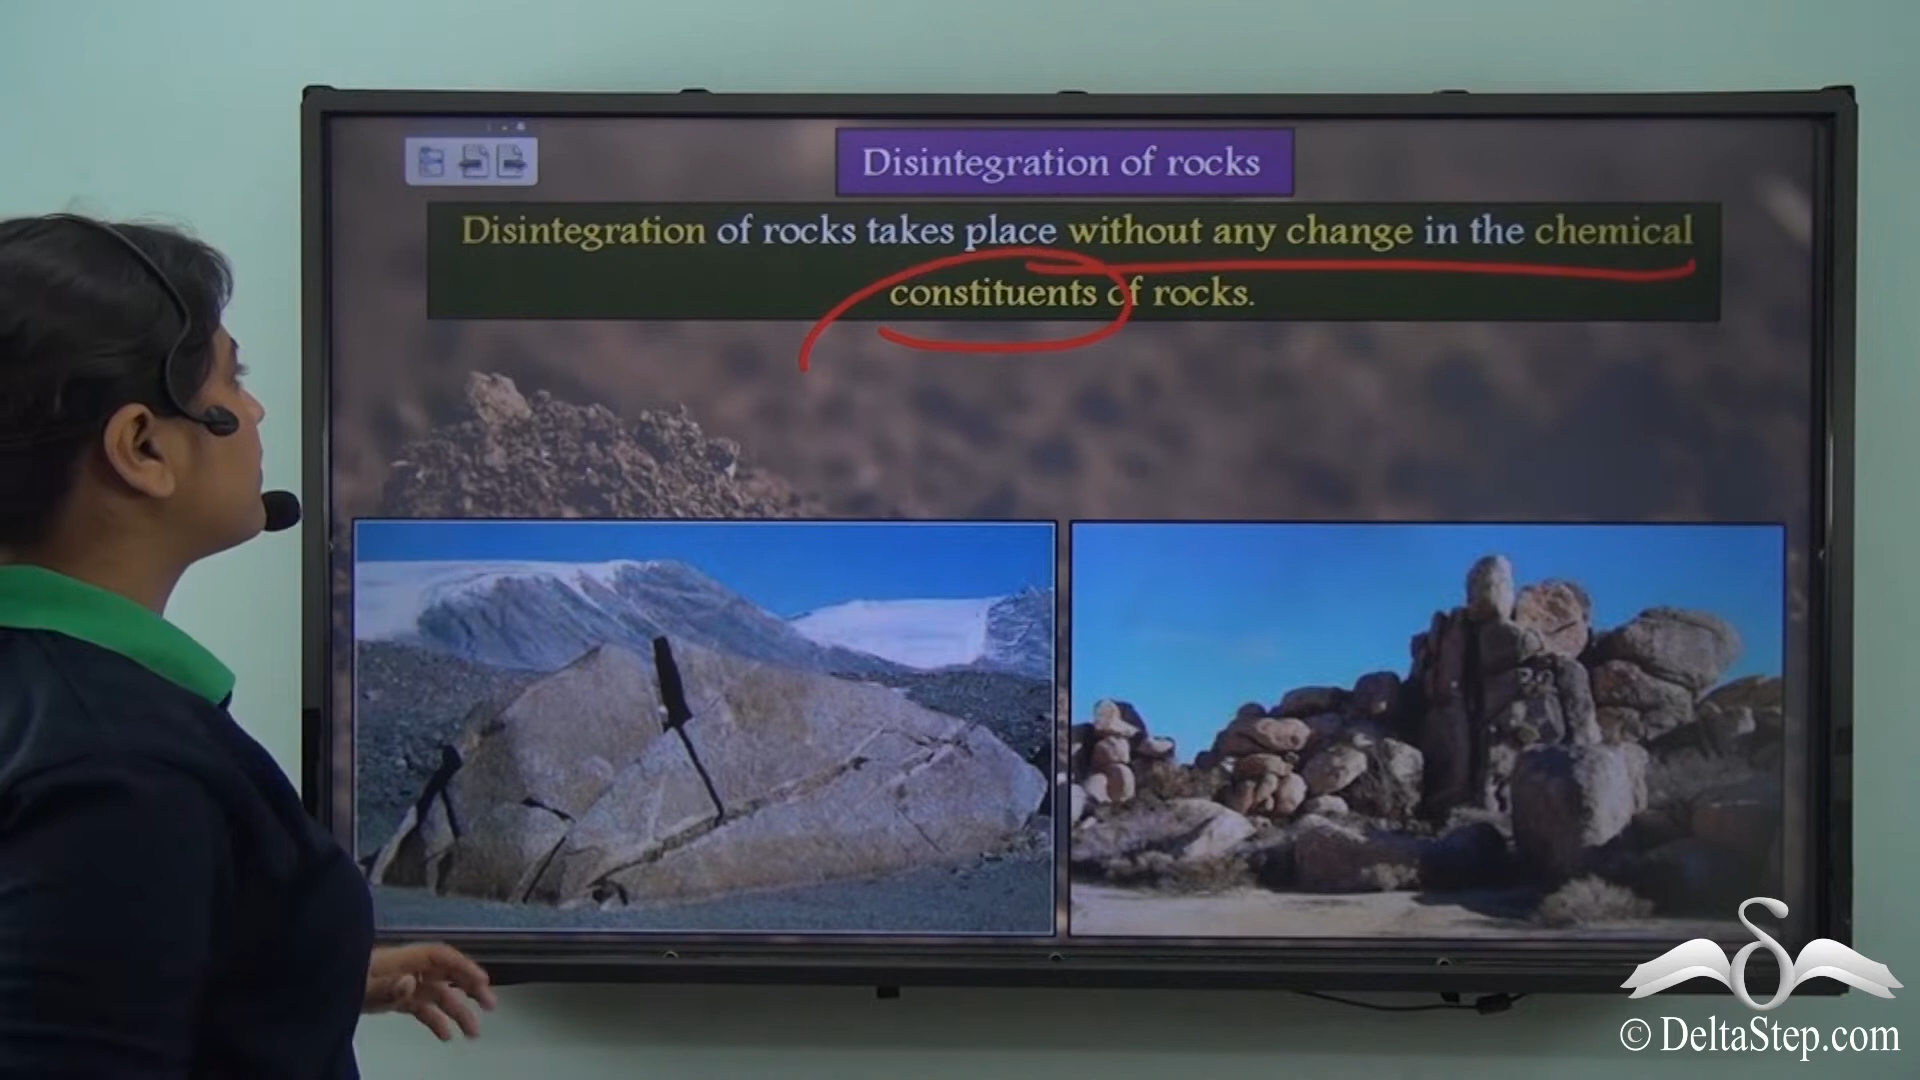 Disintegration of rocks
Disintegration of rocks takes place without any change in the chemical
constituents of rocks.
© DeltaStep.com